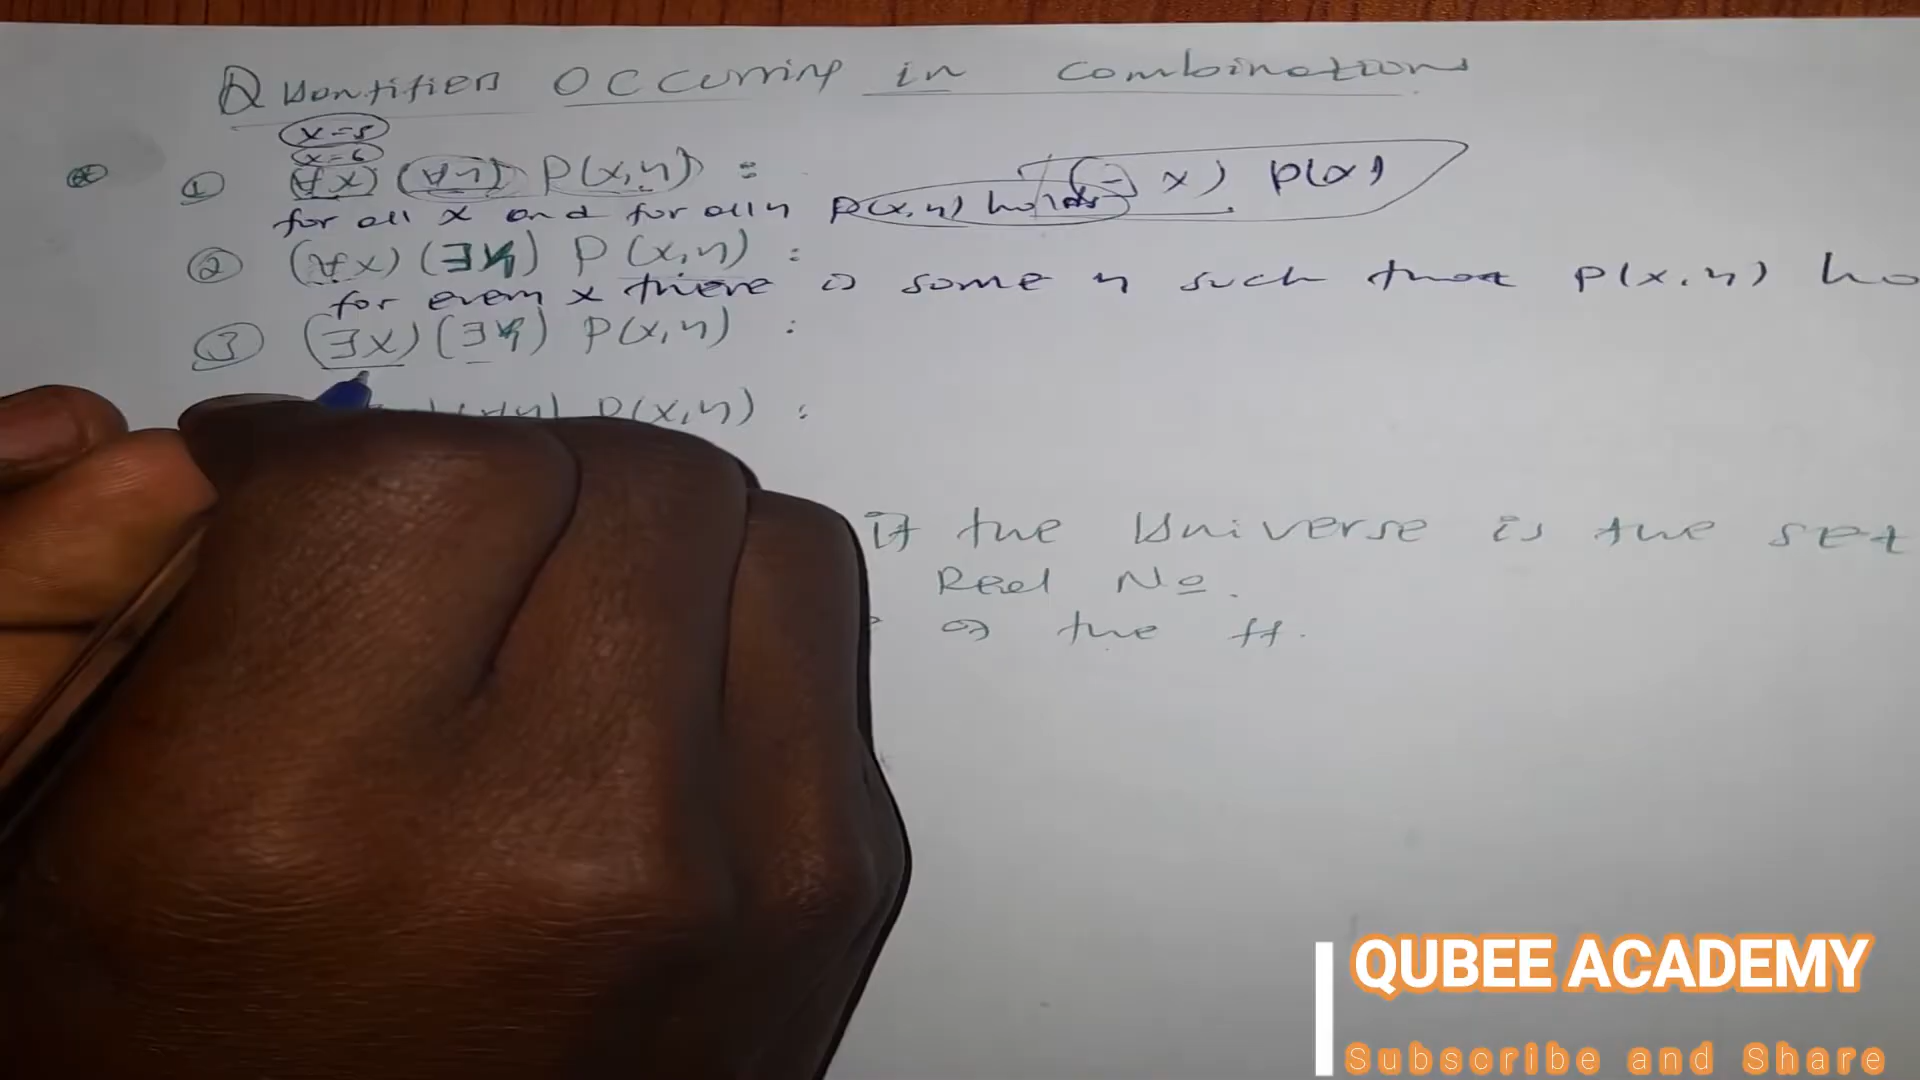 Quantifiers Occurring in combinations
x=5
x=6
① (∀x) (∀y) P(x,y) :
(∃x) P(x)
for all x and for all y P(x,y) holds
② (∀x) (∃y) P(x,y) :
for every x there is some y such that P(x,y) ho
③ (∃x) (∃y) P(x,y) :
(∀y) P(x,y) :
if the Universe is the set
Real No.
of the ff.
QUBEE ACADEMY
Subscribe and Share